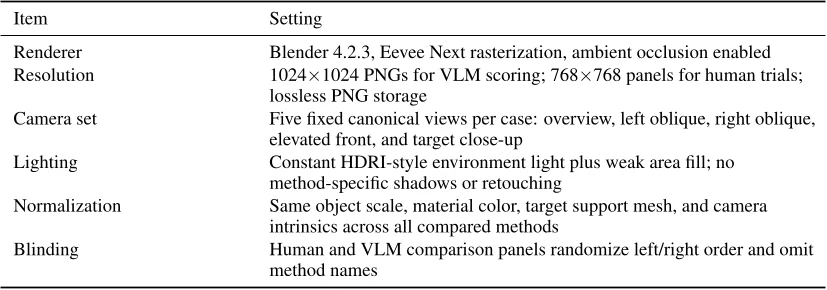 Item Setting
Renderer Blender 4.2.3, Eevee Next rasterization, ambient occlusion enabled
Resolution 1024×1024 PNGs for VLM scoring; 768×768 panels for human trials;
lossless PNG storage
Camera set Five fixed canonical views per case: overview, left oblique, right oblique,
elevated front, and target close-up
Lighting Constant HDRI-style environment light plus weak area fill; no
method-specific shadows or retouching
Normalization Same object scale, material color, target support mesh, and camera
intrinsics across all compared methods
Blinding Human and VLM comparison panels randomize left/right order and omit
method names